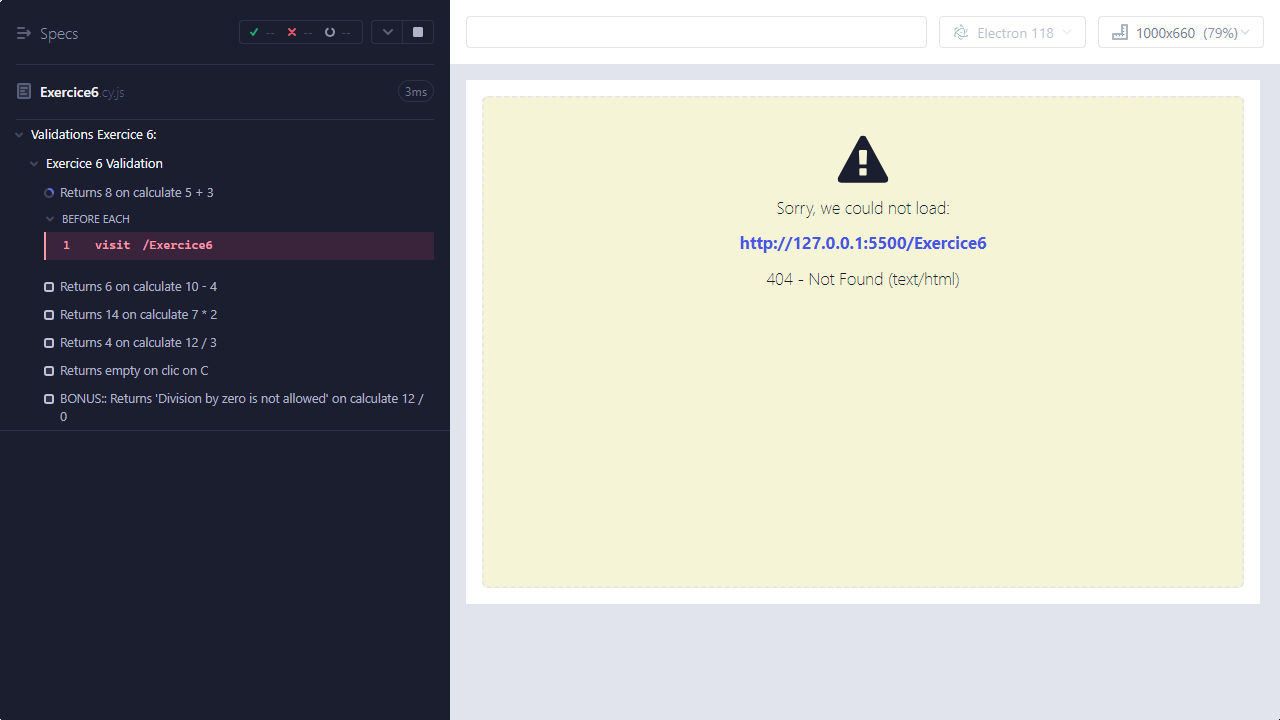 Specs
-- -- --
Electron 118
1000x660 (79%)
Exercice6.cy.js
3ms
Validations Exercice 6:
Exercice 6 Validation
Returns 8 on calculate 5 + 3
BEFORE EACH
1 visit /Exercice6
Returns 6 on calculate 10 - 4
Returns 14 on calculate 7 * 2
Returns 4 on calculate 12 / 3
Returns empty on clic on C
BONUS:: Returns 'Division by zero is not allowed' on calculate 12 /
0
Sorry, we could not load:
http://127.0.0.1:5500/Exercice6
404 - Not Found (text/html)